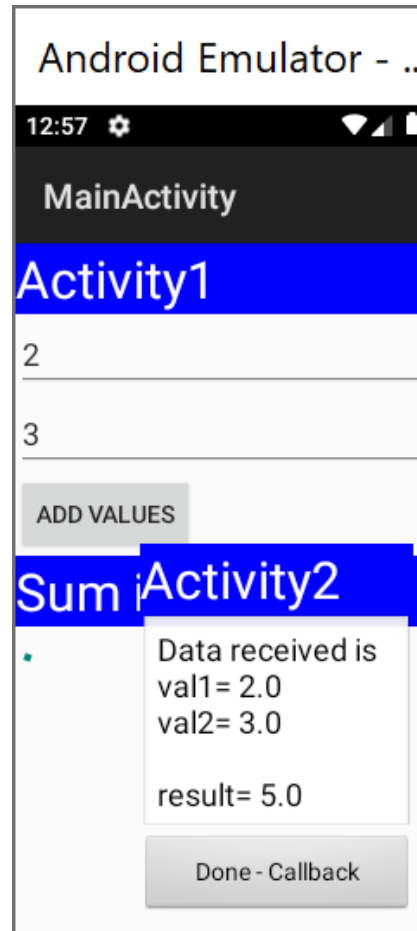 Android Emulator - ..
12:57
MainActivity
Activity1
2
3
ADD VALUES
Sum i
Activity2
Data received is
val1= 2.0
val2= 3.0
result= 5.0
Done - Callback